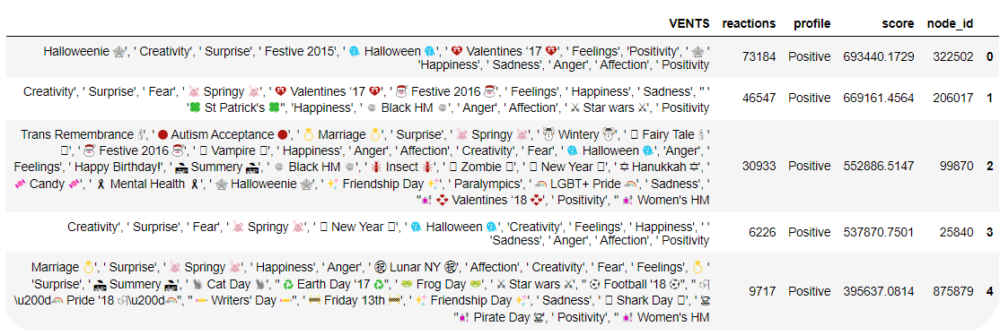 VENTS reactions profile score node_id
Halloweenie 🕸', ' Creativity', ' Surprise', ' Festive 2015', ' 👻 Halloween 👻', ' 💖 Valentines ‘17 💖', ' Feelings', 'Positivity', ' 🕸 '
'Happiness', ' Sadness', ' Anger', ' Affection', ' Positivity
73184 Positive 693440.1729 322502 0
Creativity', ' Surprise', ' Fear', ' 🐰 Springy 🐰', ' 💖 Valentines ‘17 💖', ' 🎅 Festive 2016 🎅', ' Feelings', ' Happiness', ' Sadness', " '
'🍀 St Patrick's 🍀", 'Happiness', ' ✊ Black HM ✊', ' Anger', ' Affection', ' ⚔ Star wars ⚔', ' Positivity
46547 Positive 669161.4564 206017 1
Trans Remembrance 🕯', ' 🔴 Autism Acceptance 🔴', ' 💍 Marriage 💍', ' Surprise', ' 🐰 Springy 🐰', ' ☃ Wintery ☃', ' ▯ Fairy Tale 🕯 '
▯', ' 🎅 Festive 2016 🎅', ' ▯ Vampire ▯', ' Happiness', ' Anger', ' Affection', ' Creativity', ' Fear', ' 👻 Halloween 👻', 'Anger', '
Feelings', ' Happy Birthday!', ' 🏖 Summery 🏖', ' ✊ Black HM ✊', ' 🐜 Insect 🐜', ' ▯ Zombie ▯', ' ▯ New Year ▯', ' ✡ Hanukkah ✡', '
🍬 Candy 🍬', ' 🎗 Mental Health 🎗', ' 🕸 Halloweenie 🕸', ' ✨ Friendship Day ✨', ' Paralympics', ' 🌈 LGBT+ Pride 🌈', ' Sadness', '
"💅 💞 Valentines ‘18 💞', ' Positivity', " 💅 Women's HM
30933 Positive 552886.5147 99870 2
Creativity', ' Surprise', ' Fear', ' 🐰 Springy 🐰', ' ▯ New Year ▯', ' 👻 Halloween 👻', 'Creativity', ' Feelings', ' Happiness', ' '
'Sadness', ' Anger', ' Affection', ' Positivity
6226 Positive 537870.7501 25840 3
Marriage 💍', ' Surprise', ' 🐰 Springy 🐰', ' Happiness', ' Anger', ' ㊗ Lunar NY ㊗', ' Affection', ' Creativity', ' Fear', ' Feelings', 💍 '
'Surprise', ' 🏖 Summery 🏖', ' 🐈 Cat Day 🐈', " ♻ Earth Day '17 ♻", ' 🐸 Frog Day 🐸', ' ⚔ Star wars ⚔', " ⚽ Football '18 ⚽", " 🏳
\u200d🌈 Pride '18 🏳\u200d🌈", " ✏ Writers' Day ✏", ' 🚧 Friday 13th 🚧', ' ✨ Friendship Day ✨', ' Sadness', ' ▯ Shark Day ▯', ' ☠
"💅 Pirate Day ☠', ' Positivity', " 💅 Women's HM
9717 Positive 395637.0814 875879 4